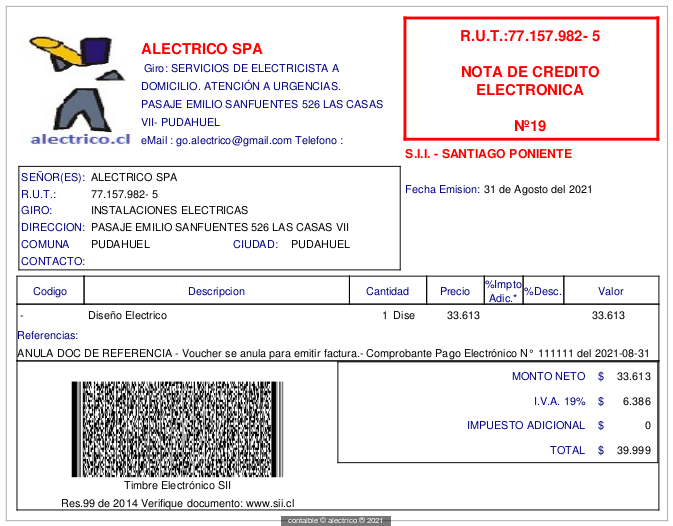 alectrico.cl
ALECTRICO SPA
Giro: SERVICIOS DE ELECTRICISTA A
DOMICILIO. ATENCIÓN A URGENCIAS.
PASAJE EMILIO SANFUENTES 526 LAS CASAS
VII- PUDAHUEL
eMail : go.alectrico@gmail.com Telefono :
R.U.T.:77.157.982- 5
NOTA DE CREDITO
ELECTRONICA
Nº19
S.I.I. - SANTIAGO PONIENTE
Fecha Emision: 31 de Agosto del 2021
SEÑOR(ES): ALECTRICO SPA
R.U.T.: 77.157.982- 5
GIRO: INSTALACIONES ELECTRICAS
DIRECCION: PASAJE EMILIO SANFUENTES 526 LAS CASAS VII
COMUNA PUDAHUEL CIUDAD: PUDAHUEL
CONTACTO:
Codigo Descripcion Cantidad Precio %Impto Adic.* %Desc. Valor
- Diseño Electrico 1 Dise 33.613 33.613
Referencias:
ANULA DOC DE REFERENCIA - Voucher se anula para emitir factura.- Comprobante Pago Electrónico N° 111111 del 2021-08-31
MONTO NETO $ 33.613
I.V.A. 19% $ 6.386
IMPUESTO ADICIONAL $ 0
TOTAL $ 39.999
Timbre Electrónico SII
Res.99 de 2014 Verifique documento: www.sii.cl
contaible © alectrico ® 2021